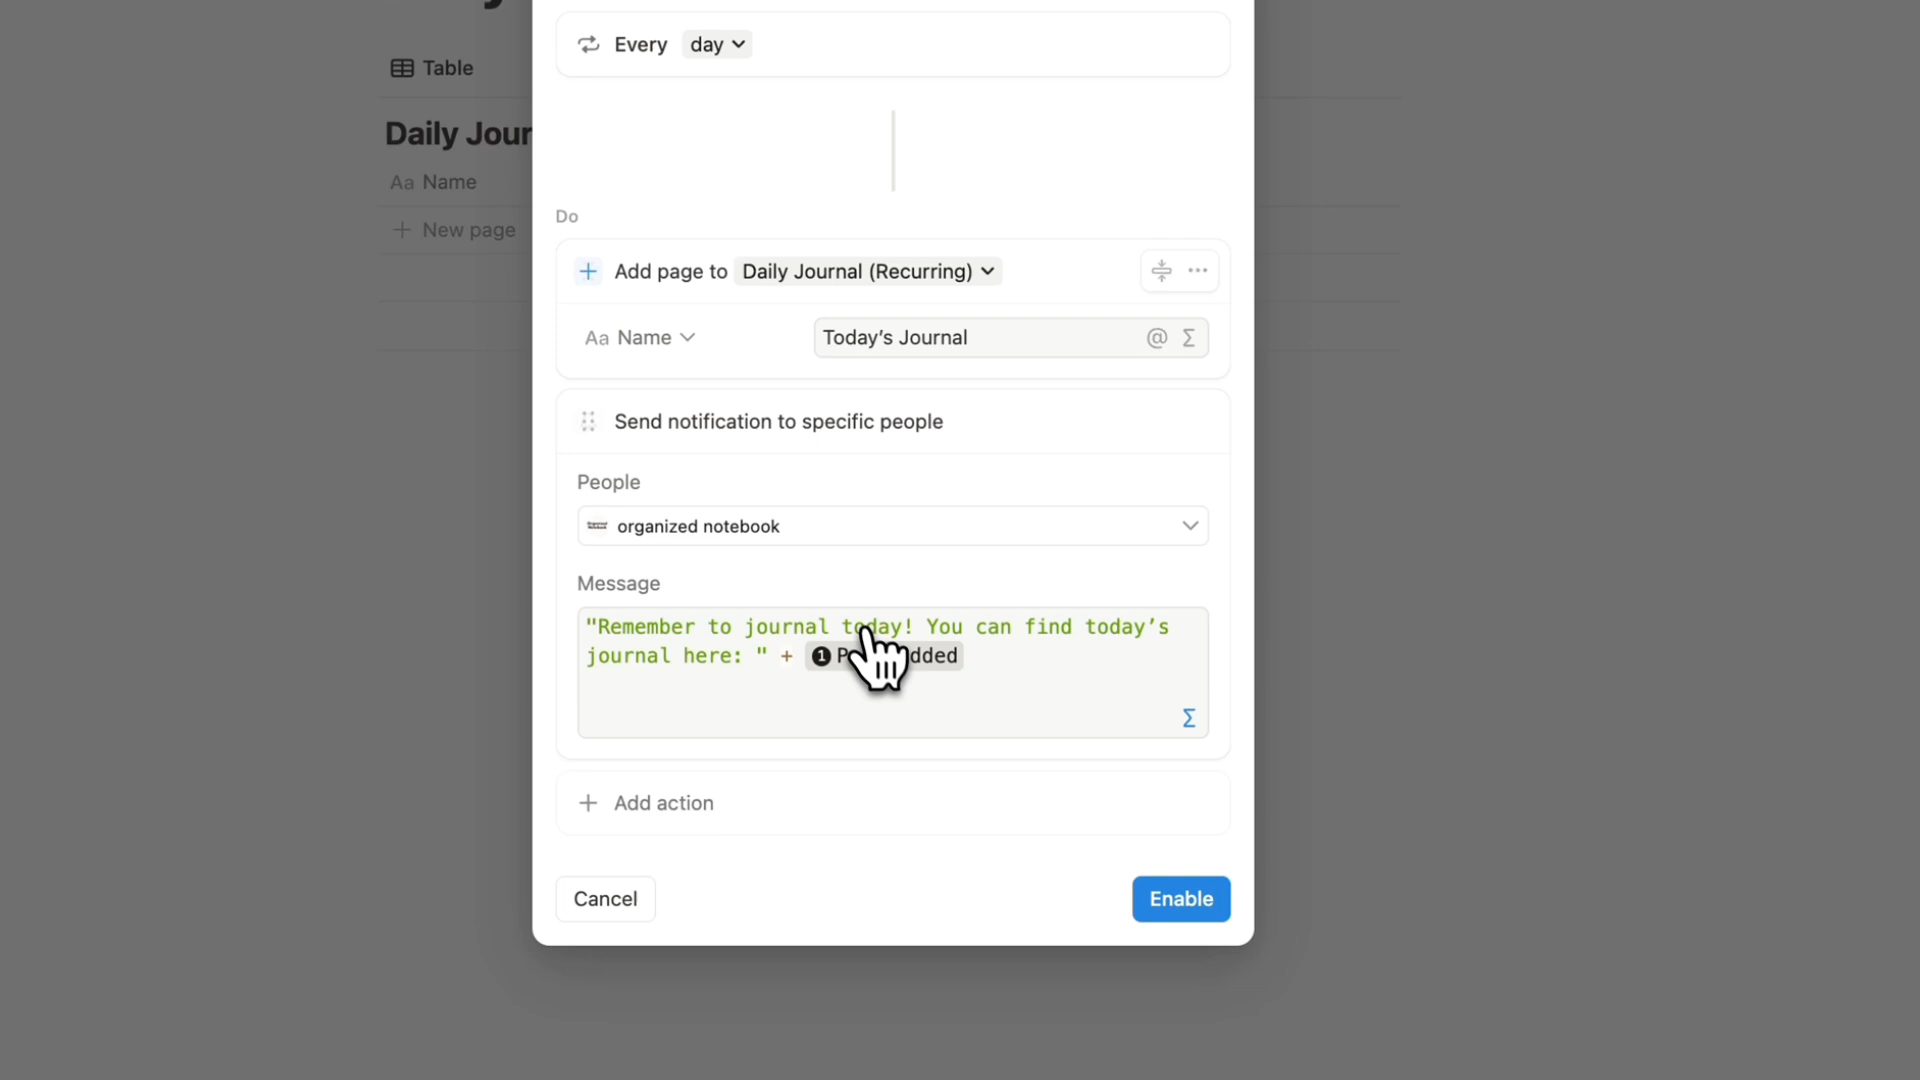 Every day
Table
Daily Jour
Aa Name
New page
Do
Add page to Daily Journal (Recurring)
Aa Name
Today’s Journal @ Σ
Send notification to specific people
People
organized notebook
Message
"Remember to journal today! You can find today’s
journal here: " + 1 dded
Σ
Add action
Cancel
Enable